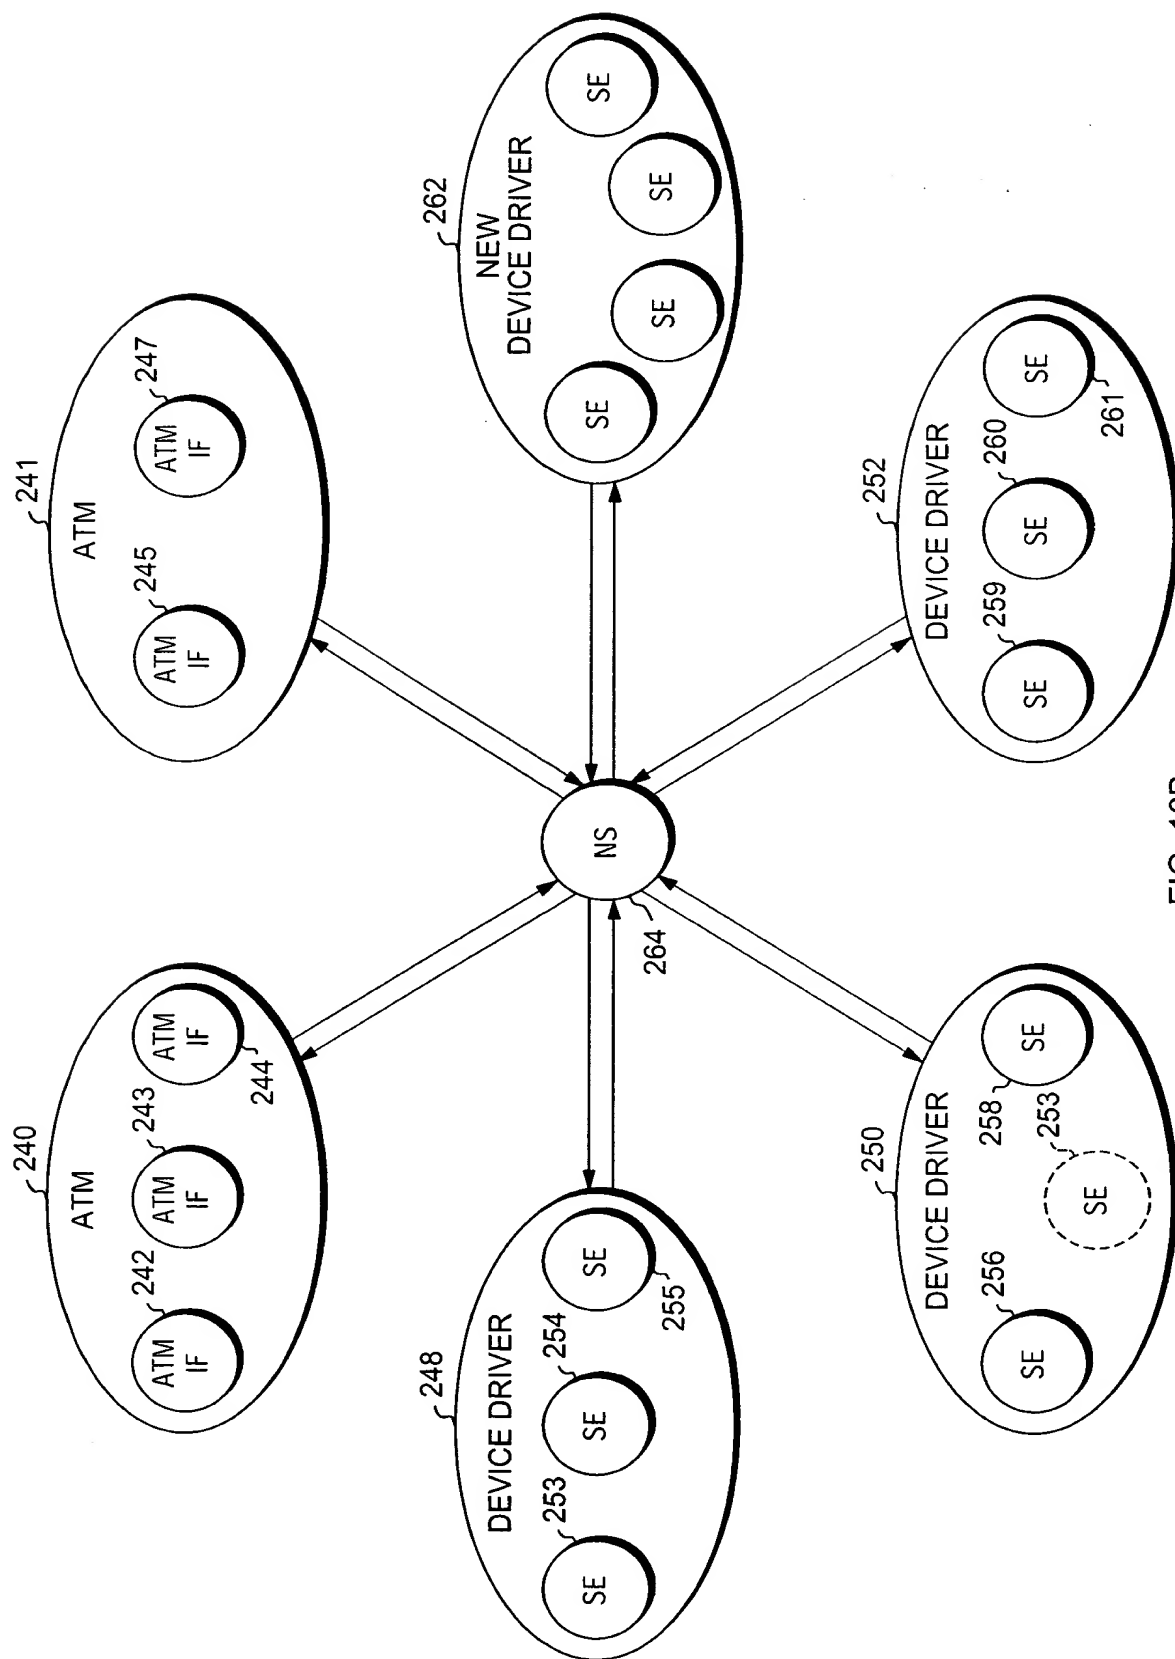 240
ATM
242
ATM
IF
243
ATM
IF
244
ATM
IF
241
ATM
245
ATM
IF
247
ATM
IF
248
DEVICE DRIVER
253
SE
254
SE
255
SE
NS
264
262
NEW
DEVICE DRIVER
SE
SE
SE
SE
250
DEVICE DRIVER
256
SE
253
SE
258
SE
252
DEVICE DRIVER
259
SE
260
SE
261
SE